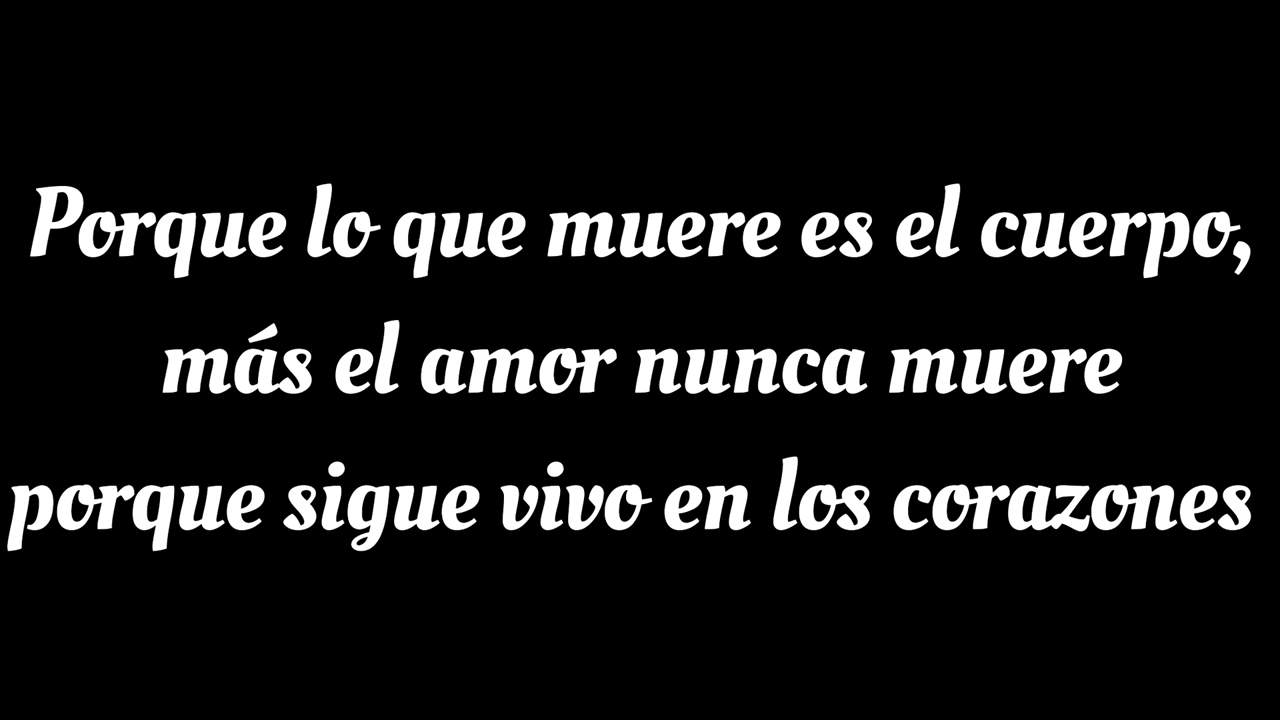 Porque lo que muere es el cuerpo,
más el amor nunca muere
porque sigue vivo en los corazones